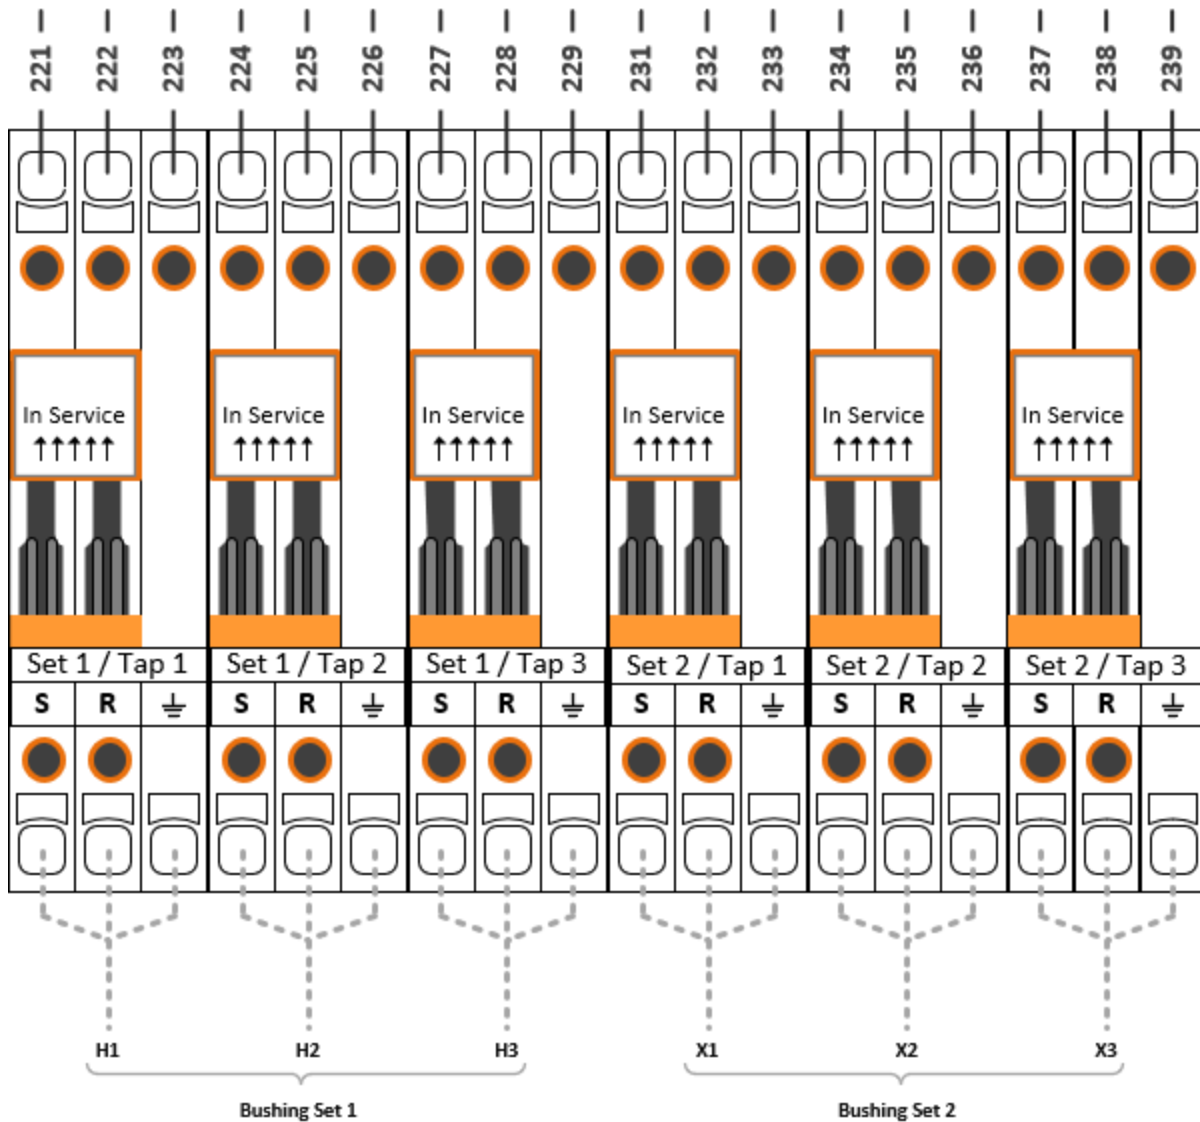 221 222 223 224 225 226 227 228 229 231 232 233 234 235 236 237 238 239
In Service In Service In Service In Service In Service In Service
↑↑↑↑↑ ↑↑↑↑↑ ↑↑↑↑↑ ↑↑↑↑↑ ↑↑↑↑↑ ↑↑↑↑↑
Set 1 / Tap 1 Set 1 / Tap 2 Set 1 / Tap 3 Set 2 / Tap 1 Set 2 / Tap 2 Set 2 / Tap 3
S R ⏚ S R ⏚ S R ⏚ S R ⏚ S R ⏚ S R ⏚
H1 H2 H3 X1 X2 X3
Bushing Set 1 Bushing Set 2